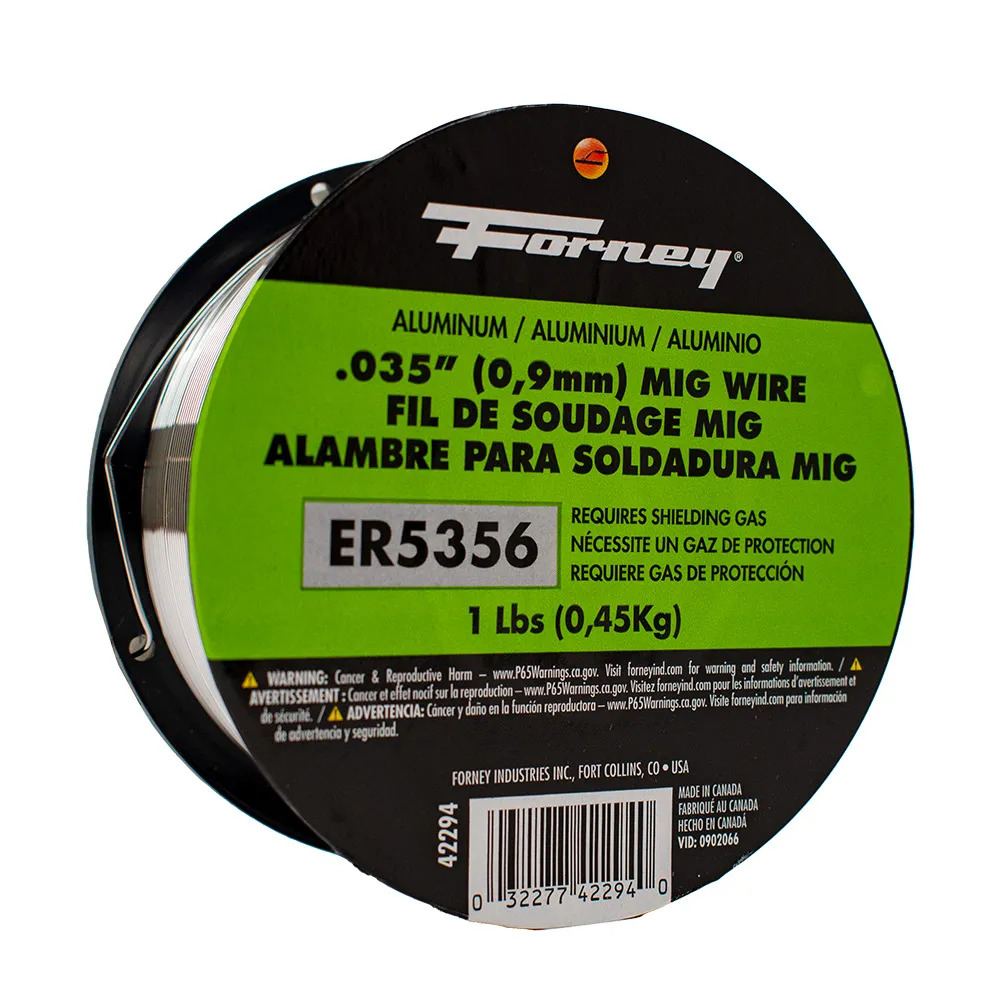 Forney®
ALUMINUM / ALUMINIUM / ALUMINIO
.035” (0,9mm) MIG WIRE
FIL DE SOUDAGE MIG
ALAMBRE PARA SOLDADURA MIG
ER5356
REQUIRES SHIELDING GAS
NÉCESSITE UN GAZ DE PROTECTION
REQUIERE GAS DE PROTECCIÓN
1 Lbs (0,45Kg)
WARNING: Cancer & Reproductive Harm – www.P65Warnings.ca.gov. Visit forneyind.com for warning and safety information. /
AVERTISSEMENT : Cancer et effet nocif sur la reproduction – www.P65Warnings.ca.gov. Visitez forneyind.com pour les informations d'avertissement et
de sécurité. / ADVERTENCIA: Cáncer y daño en la función reproductora – www.P65Warnings.ca.gov. Visite forneyind.com para información
de advertencia y seguridad.
FORNEY INDUSTRIES INC., FORT COLLINS, CO • USA
MADE IN CANADA
FABRIQUÉ AU CANADA
HECHO EN CANADÁ
VID: 0902066
42294
0 32277 42294 0